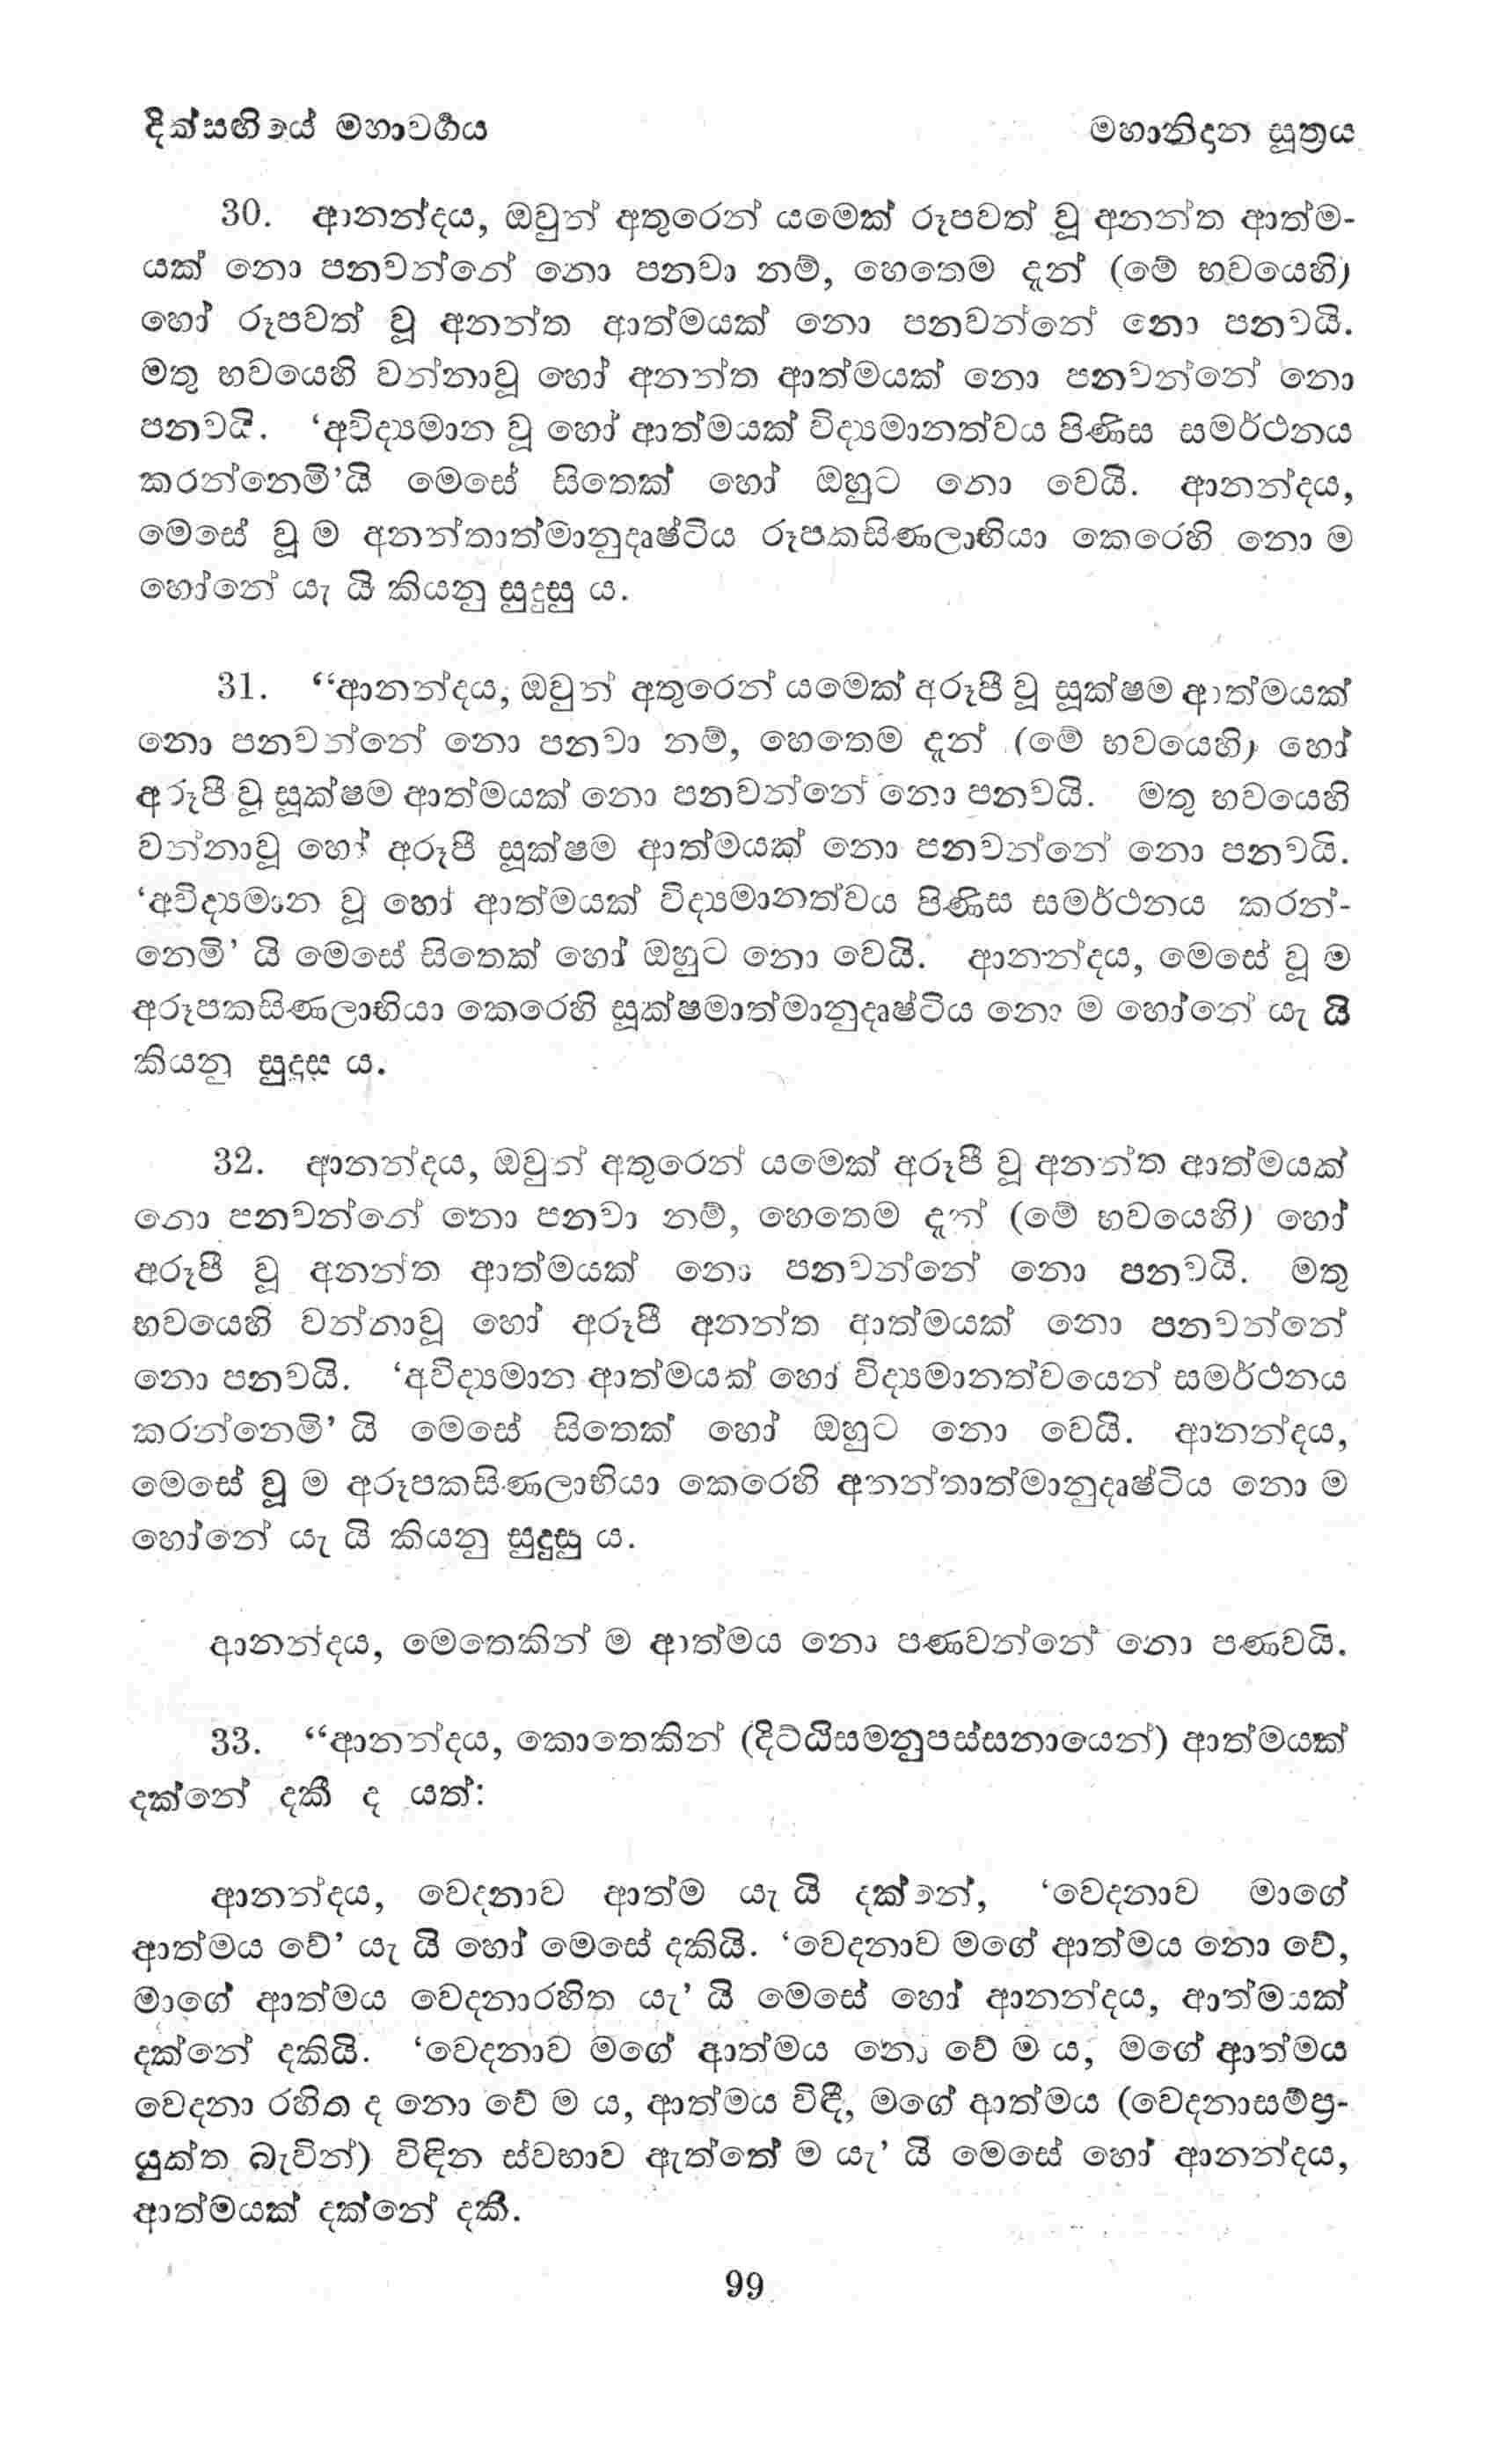 දික්සඟියේ මහාවර්‍ගය
මහානිදාන සූත්‍රය
30. ආනන්දය, ඔවුන් අතුරෙන් යමෙක් රූපවත් වූ අනන්ත ආත්ම-
යක් නො පනවන්නේ නො පනවා නම්, හෙතෙම දැන් (මේ භවයෙහි)
හෝ රූපවත් වූ අනන්ත ආත්මයක් නො පනවන්නේ නො පනවයි.
මතු භවයෙහි වන්නාවූ හෝ අනන්ත ආත්මයක් නො පනවන්නේ නො
පනවයි. ‘අවිද්‍යමාන වූ හෝ ආත්මයක් විද්‍යමානත්වය පිණිස සමර්ථනය
කරන්නෙමි’යි මෙසේ සිතෙක් හෝ ඔහුට නො වෙයි. ආනන්දය,
මෙසේ වූ ම අනන්තාත්මානුදෘෂ්ටිය රූපකසිණලාභියා කෙරෙහි නො ම
හෝනේ යැ යි කියනු සුදුසු ය.
31. “ආනන්දය, ඔවුන් අතුරෙන් යමෙක් අරූපී වූ සූක්ෂම ආත්මයක්
නො පනවන්නේ නො පනවා නම්, හෙතෙම දැන් (මේ භවයෙහි) හෝ
අරූපී වූ සූක්ෂම ආත්මයක් නො පනවන්නේ නො පනවයි. මතු භවයෙහි
වන්නාවූ හෝ අරූපී සූක්ෂම ආත්මයක් නො පනවන්නේ නො පනවයි.
‘අවිද්‍යමාන වූ හෝ ආත්මයක් විද්‍යමානත්වය පිණිස සමර්ථනය කරන්-
නෙමි’ යි මෙසේ සිතෙක් හෝ ඔහුට නො වෙයි. ආනන්දය, මෙසේ වූ ම
අරූපකසිණලාභියා කෙරෙහි සූක්ෂමාත්මානුදෘෂ්ටිය නො ම හෝනේ යැ යි
කියනු සුදුසු ය.
32. ආනන්දය, ඔවුන් අතුරෙන් යමෙක් අරූපී වූ අනන්ත ආත්මයක්
නො පනවන්නේ නො පනවා නම්, හෙතෙම දැන් (මේ භවයෙහි) හෝ
අරූපී වූ අනන්ත ආත්මයක් නො පනවන්නේ නො පනවයි. මතු
භවයෙහි වන්නාවූ හෝ අරූපී අනන්ත ආත්මයක් නො පනවන්නේ
නො පනවයි. ‘අවිද්‍යමාන ආත්මයක් හෝ විද්‍යමානත්වයෙන් සමර්ථනය
කරන්නෙමි’ යි මෙසේ සිතෙක් හෝ ඔහුට නො වෙයි. ආනන්දය,
මෙසේ වූ ම අරූපකසිණලාභියා කෙරෙහි අනන්තාත්මානුදෘෂ්ටිය නො ම
හෝනේ යැ යි කියනු සුදුසු ය.
ආනන්දය, මෙතෙකින් ම ආත්මය නො පණවන්නේ නො පණවයි.
33. “ආනන්දය, කොතෙකින් (දිට්ඨිසමනුපස්සනායෙන්) ආත්මයක්
දක්නේ දකී ද යත්:
ආනන්දය, වෙදනාව ආත්ම යැ යි දක්නේ, ‘වෙදනාව මාගේ
ආත්මය වේ’ යැ යි හෝ මෙසේ දකියි. ‘වෙදනාව මගේ ආත්මය නො වේ,
මාගේ ආත්මය වෙදනාරහිත යැ’ යි මෙසේ හෝ ආනන්දය, ආත්මයක්
දක්නේ දකියි. ‘වෙදනාව මගේ ආත්මය නො වේ ම ය, මගේ ආත්මය
වෙදනා රහිත ද නො වේ ම ය, ආත්මය විඳී, මගේ ආත්මය (වෙදනාසම්ප්‍ර-
යුක්ත බැවින්) විඳින ස්වභාව ඇත්තේ ම යැ’ යි මෙසේ හෝ ආනන්දය,
ආත්මයක් දක්නේ දකී.
99